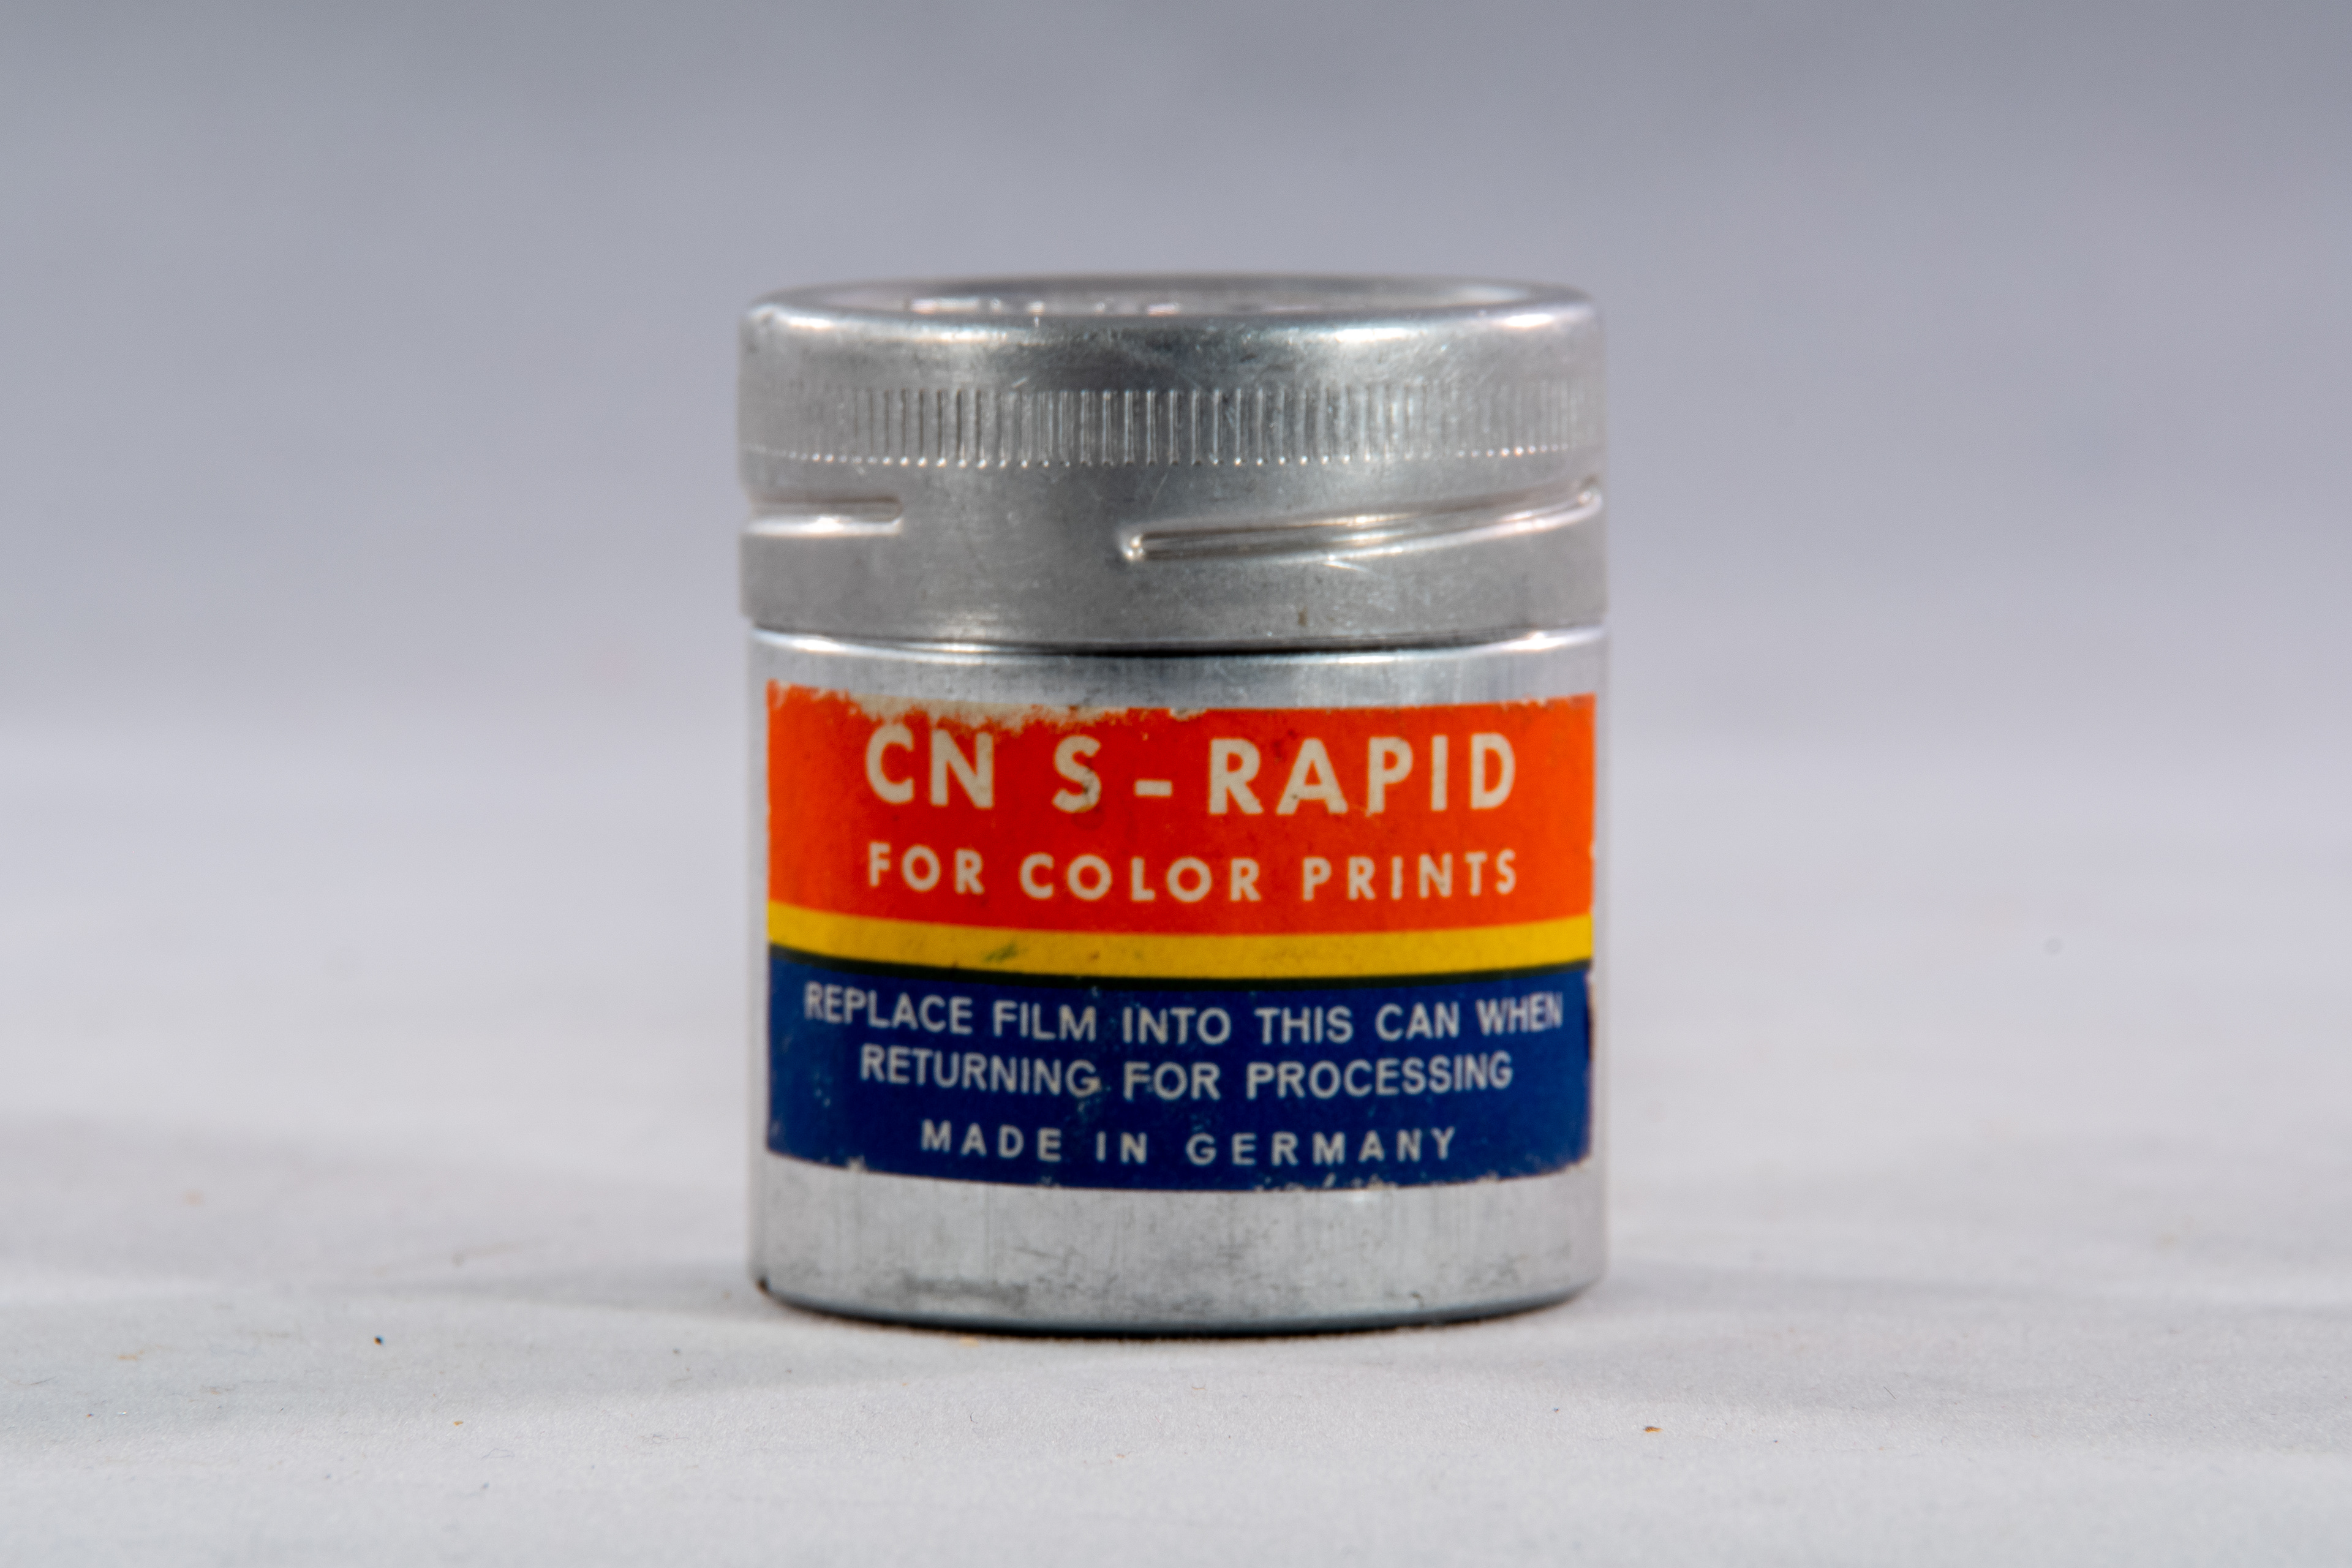 CN S - RAPID
FOR COLOR PRINTS
REPLACE FILM INTO THIS CAN WHEN
RETURNING FOR PROCESSING
MADE IN GERMANY